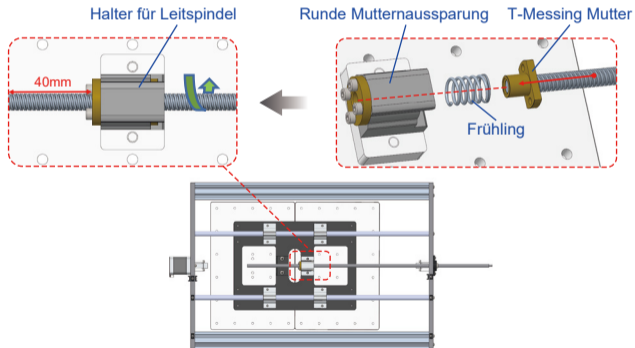 Halter für Leitspindel
Runde Mutternaussparung
T-Messing Mutter
40mm
Frühling